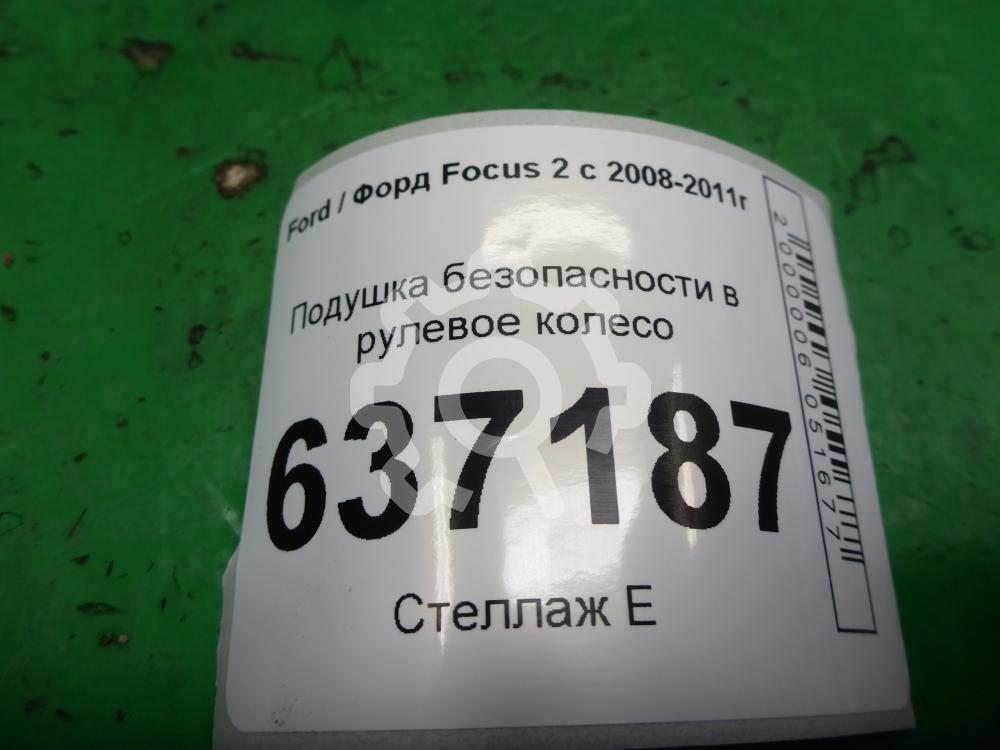 Ford / Форд Focus 2 с 2008-2011г
Подушка безопасности в
рулевое колесо
637187
Стеллаж Е
2000006051677